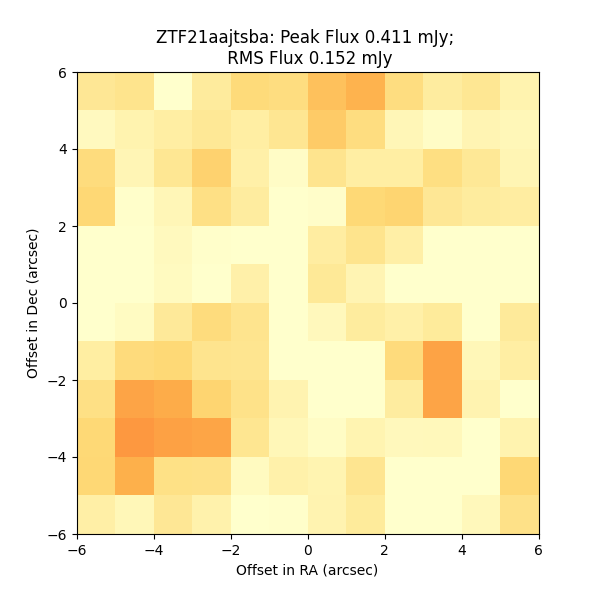 ZTF21aajtsba: Peak Flux 0.411 mJy;
RMS Flux 0.152 mJy
6
4
2
0
−2
−4
−6
Offset in Dec (arcsec)
−6 −4 −2 0 2 4 6
Offset in RA (arcsec)